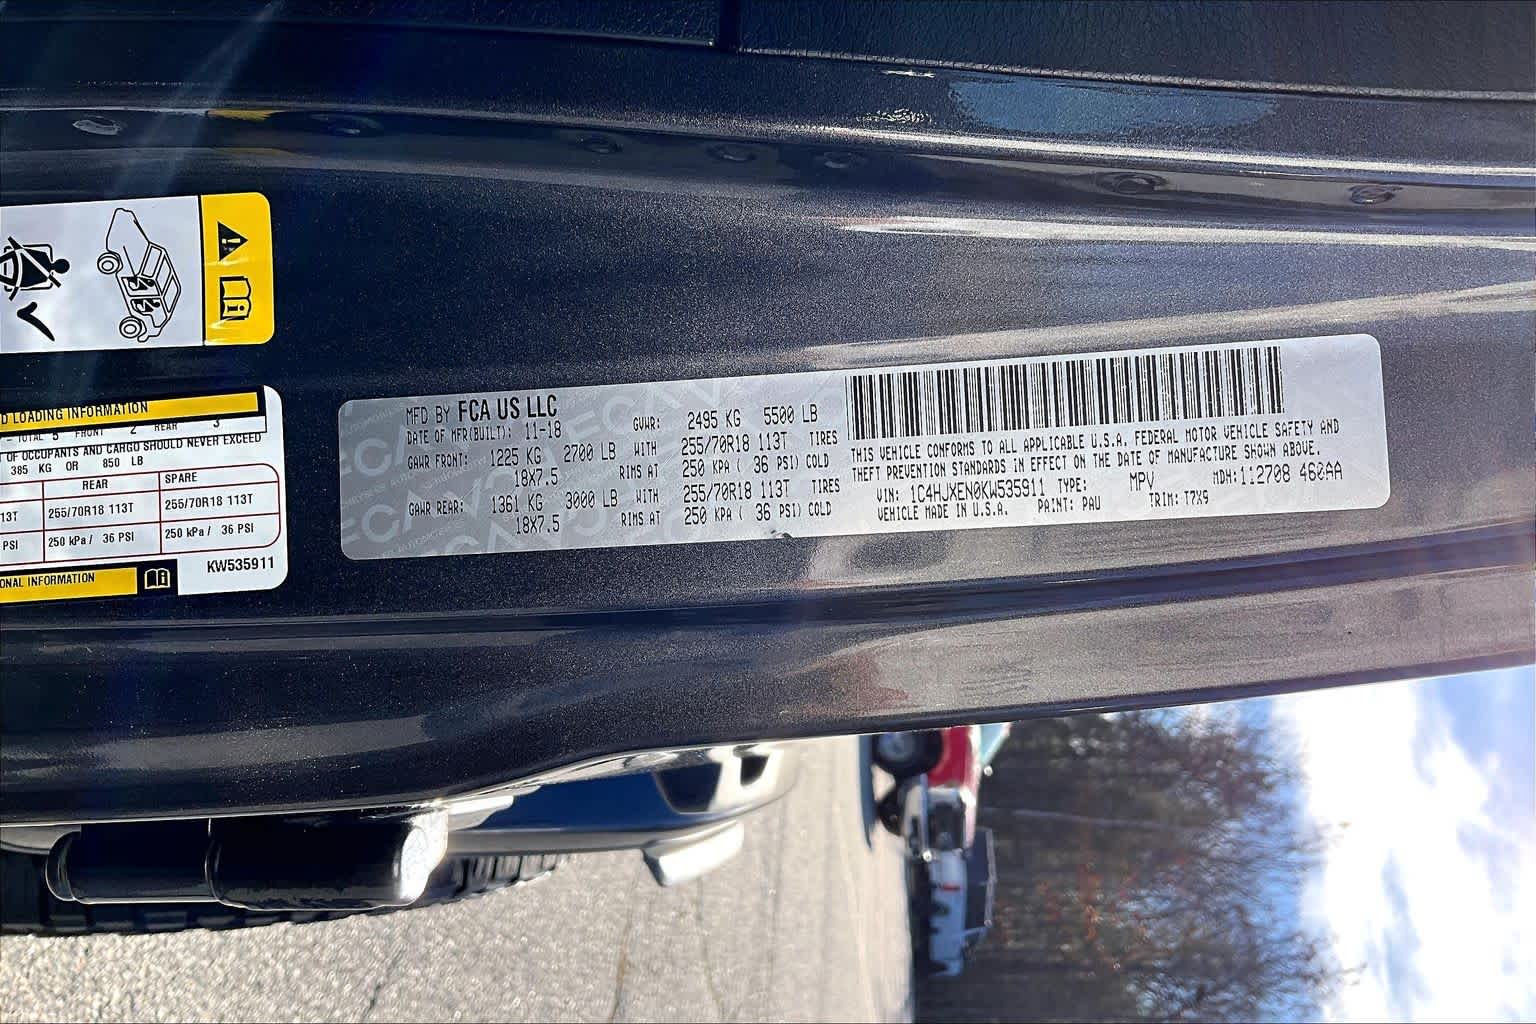 D LOADING INFORMATION
TOTAL 5 FRONT 2 REAR 3
OF OCCUPANTS AND CARGO SHOULD NEVER EXCEED
385 KG OR 850 LB
REAR SPARE
13T 255/70R18 113T 255/70R18 113T
PSI 250 kPa / 36 PSI 250 kPa / 36 PSI
KW535911
ONAL INFORMATION
MFD BY FCA US LLC
DATE OF MFR(BUILT): 11-18 GVWR: 2495 KG 5500 LB
GAWR FRONT: 1225 KG 2700 LB WITH 255/70R18 113T TIRES
18X7.5 RIMS AT 250 KPA ( 36 PSI) COLD
GAWR REAR: 1361 KG 3000 LB WITH 255/70R18 113T TIRES
18X7.5 RIMS AT 250 KPA ( 36 PSI) COLD
THIS VEHICLE CONFORMS TO ALL APPLICABLE U.S.A. FEDERAL MOTOR VEHICLE SAFETY AND
THEFT PREVENTION STANDARDS IN EFFECT ON THE DATE OF MANUFACTURE SHOWN ABOVE.
VIN: 1C4HJXEN0KW535911 TYPE: MPV MDH:112708 460AA
VEHICLE MADE IN U.S.A. PAINT: PAU TRIM: T7X9